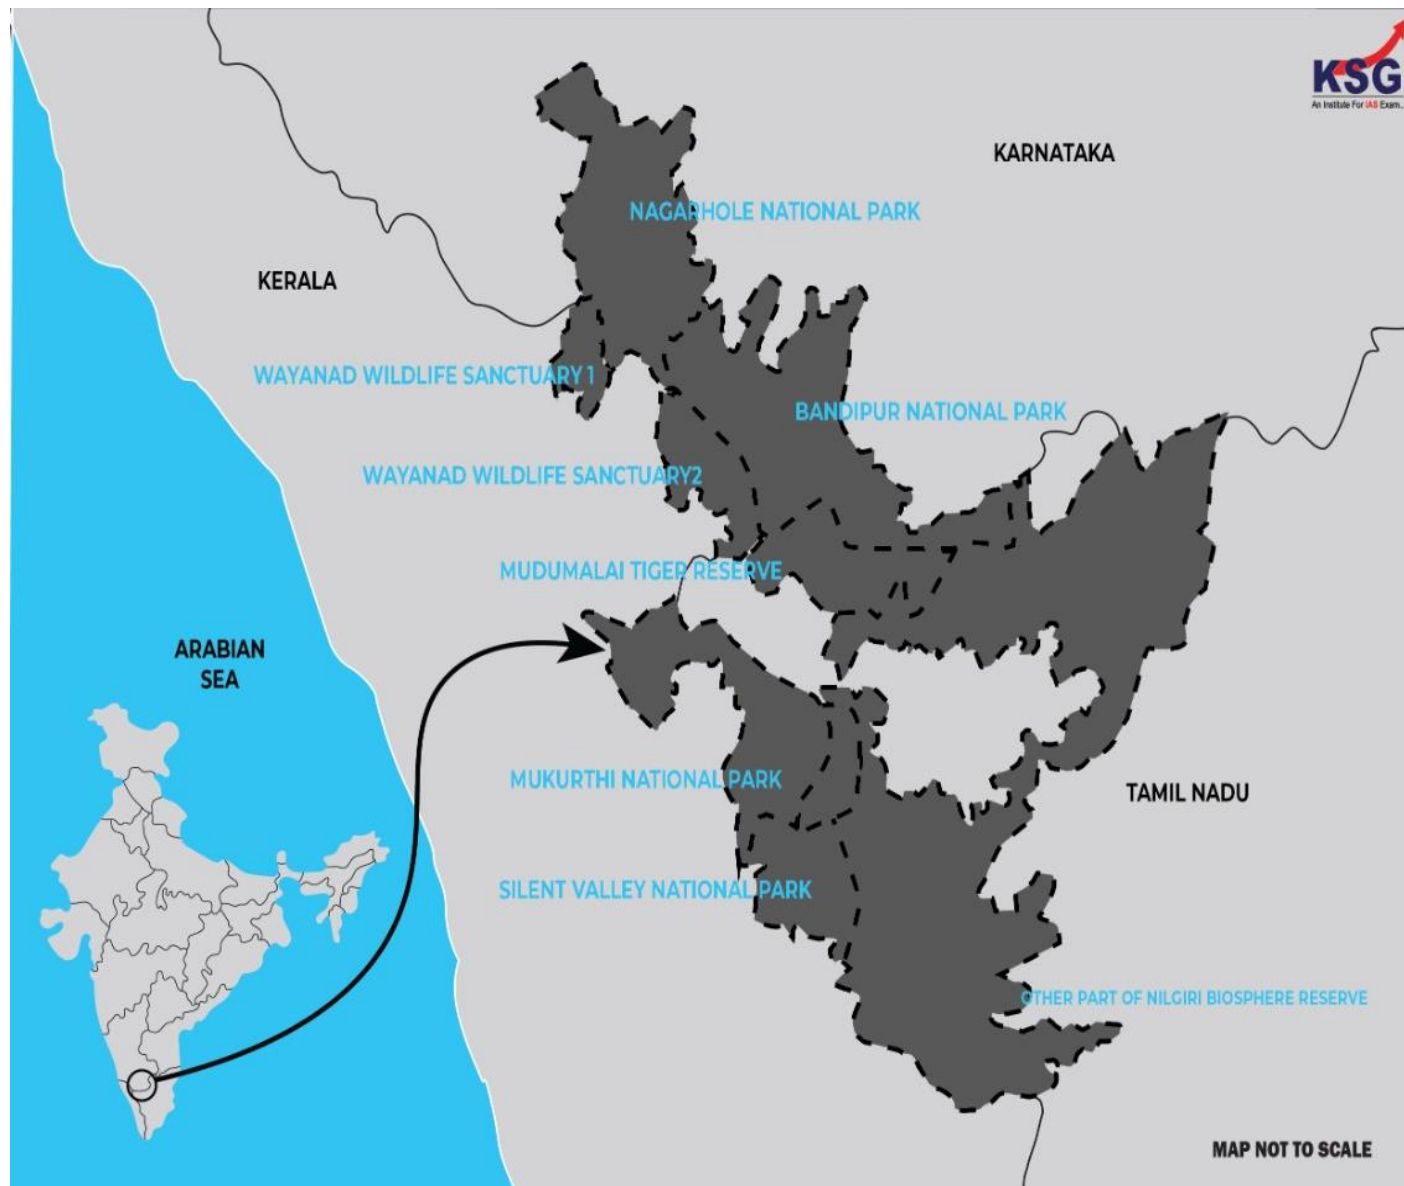 KSG
An Institute For IAS Exam..
KARNATAKA
NAGARHOLE NATIONAL PARK
KERALA
WAYANAD WILDLIFE SANCTUARY 1
BANDIPUR NATIONAL PARK
WAYANAD WILDLIFE SANCTUARY2
MUDUMALAI TIGER RESERVE
ARABIAN
SEA
MUKURTHI NATIONAL PARK
TAMIL NADU
SILENT VALLEY NATIONAL PARK
OTHER PART OF NILGIRI BIOSPHERE RESERVE
MAP NOT TO SCALE